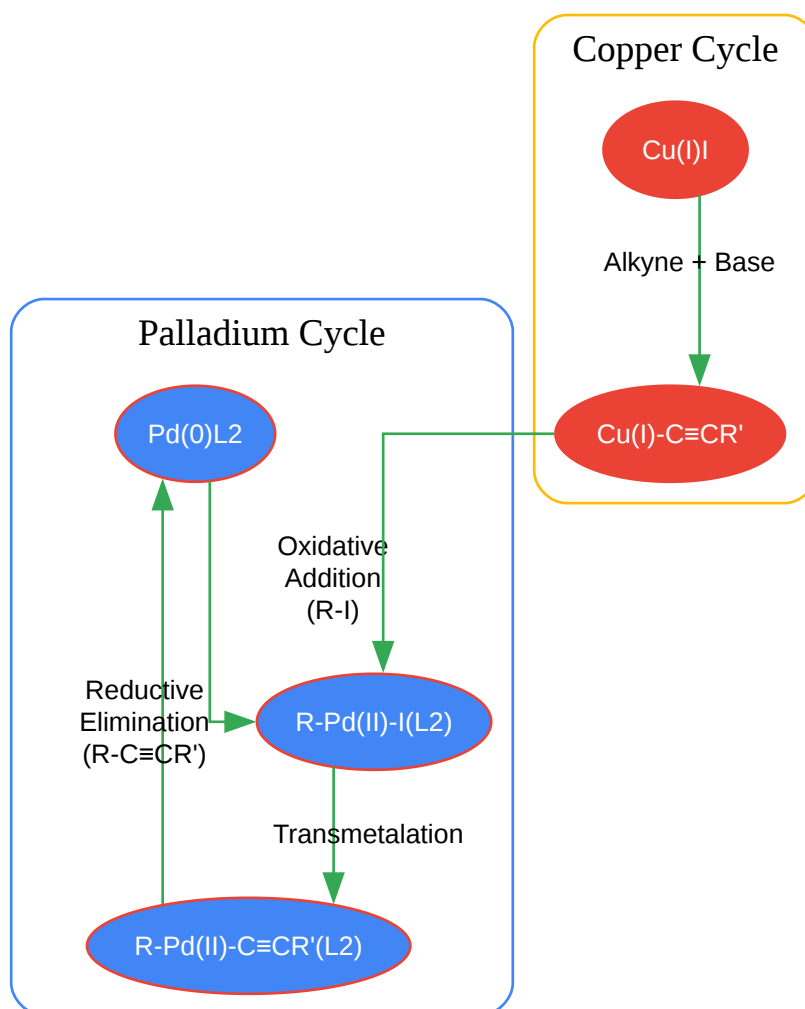 Copper Cycle
Cu(I)I
Alkyne + Base
Cu(I)-C≡CR'
Palladium Cycle
Pd(0)L2
Oxidative
Addition
(R-I)
Reductive
Elimination
(R-C≡CR')
R-Pd(II)-I(L2)
Transmetalation
R-Pd(II)-C≡CR'(L2)